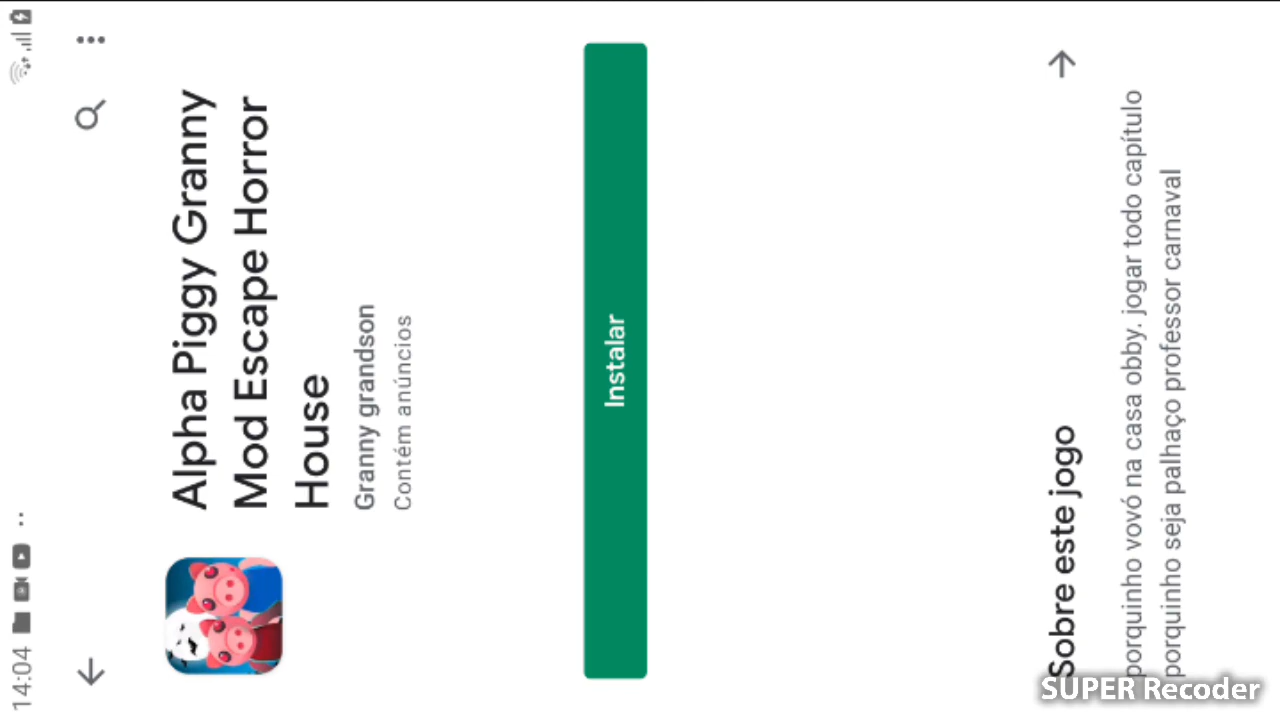 14:04
Alpha Piggy Granny
Mod Escape Horror
House
Granny grandson
Contém anúncios
Instalar
Sobre este jogo
porquinho vovó na casa obby. jogar todo capítulo
porquinho seja palhaço professor carnaval
SUPER Recoder